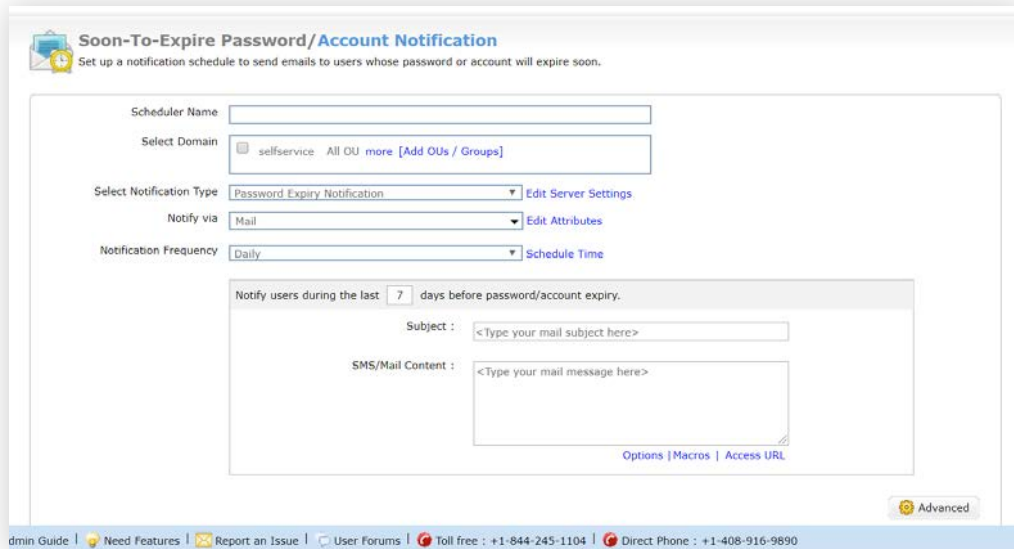 Soon-To-Expire Password/Account Notification
Set up a notification schedule to send emails to users whose password or account will expire soon.
Scheduler Name
Select Domain
selfservice All OU more [Add OUs / Groups]
Select Notification Type Password Expiry Notification Edit Server Settings
Notify via Mail Edit Attributes
Notification Frequency Daily Schedule Time
Notify users during the last 7 days before password/account expiry.
Subject : <Type your mail subject here>
SMS/Mail Content : <Type your mail message here>
Options | Macros | Access URL
Advanced
dmin Guide | Need Features | Report an Issue | User Forums | Toll free : +1-844-245-1104 | Direct Phone : +1-408-916-9890